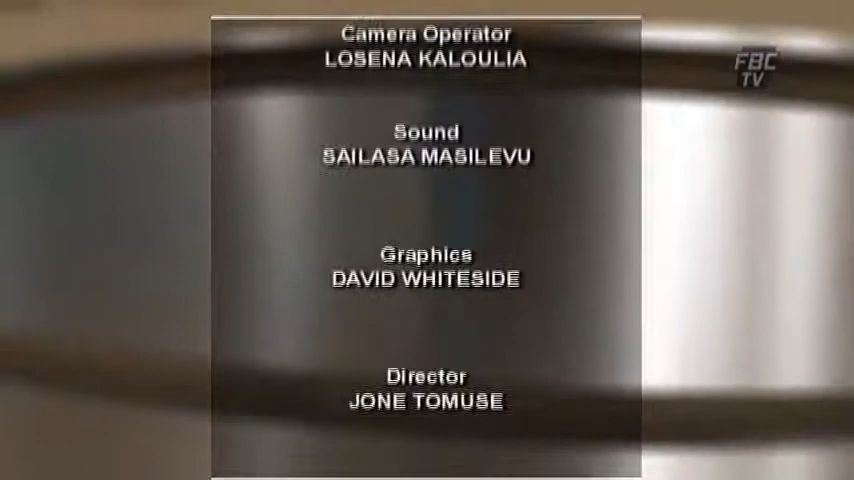 Camera Operator
LOSENA KALOULIA
FBC
TV
Sound
SAILASA MASILEVU
Graphics
DAVID WHITESIDE
Director
JONE TOMUSE